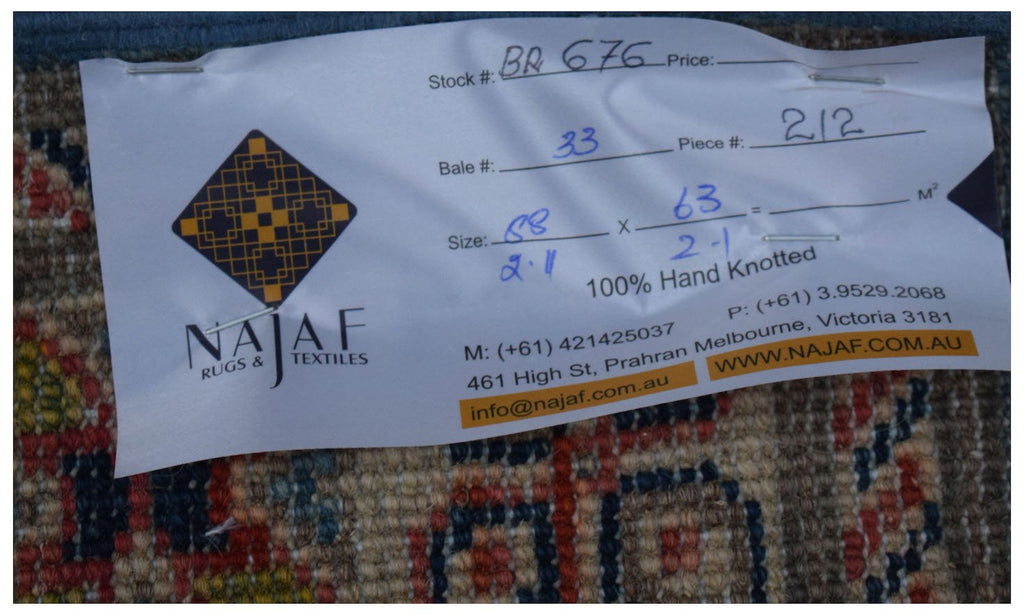 Stock #: BR 676 Price:
Bale #: 33 Piece #: 212
Size: 88 X 63 = M²
2.11 2-1
100% Hand Knotted
NAJAF
RUGS & TEXTILES
M: (+61) 421425037 P: (+61) 3.9529.2068
461 High St, Prahran Melbourne, Victoria 3181
info@najaf.com.au WWW.NAJAF.COM.AU